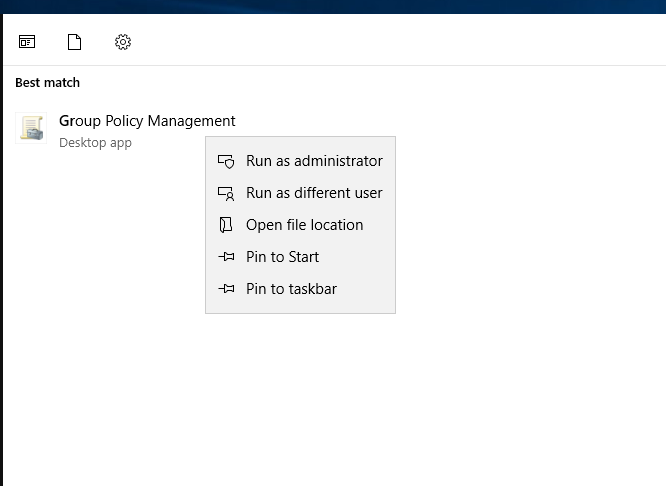 Best match
Group Policy Management
Desktop app
Run as administrator
Run as different user
Open file location
Pin to Start
Pin to taskbar